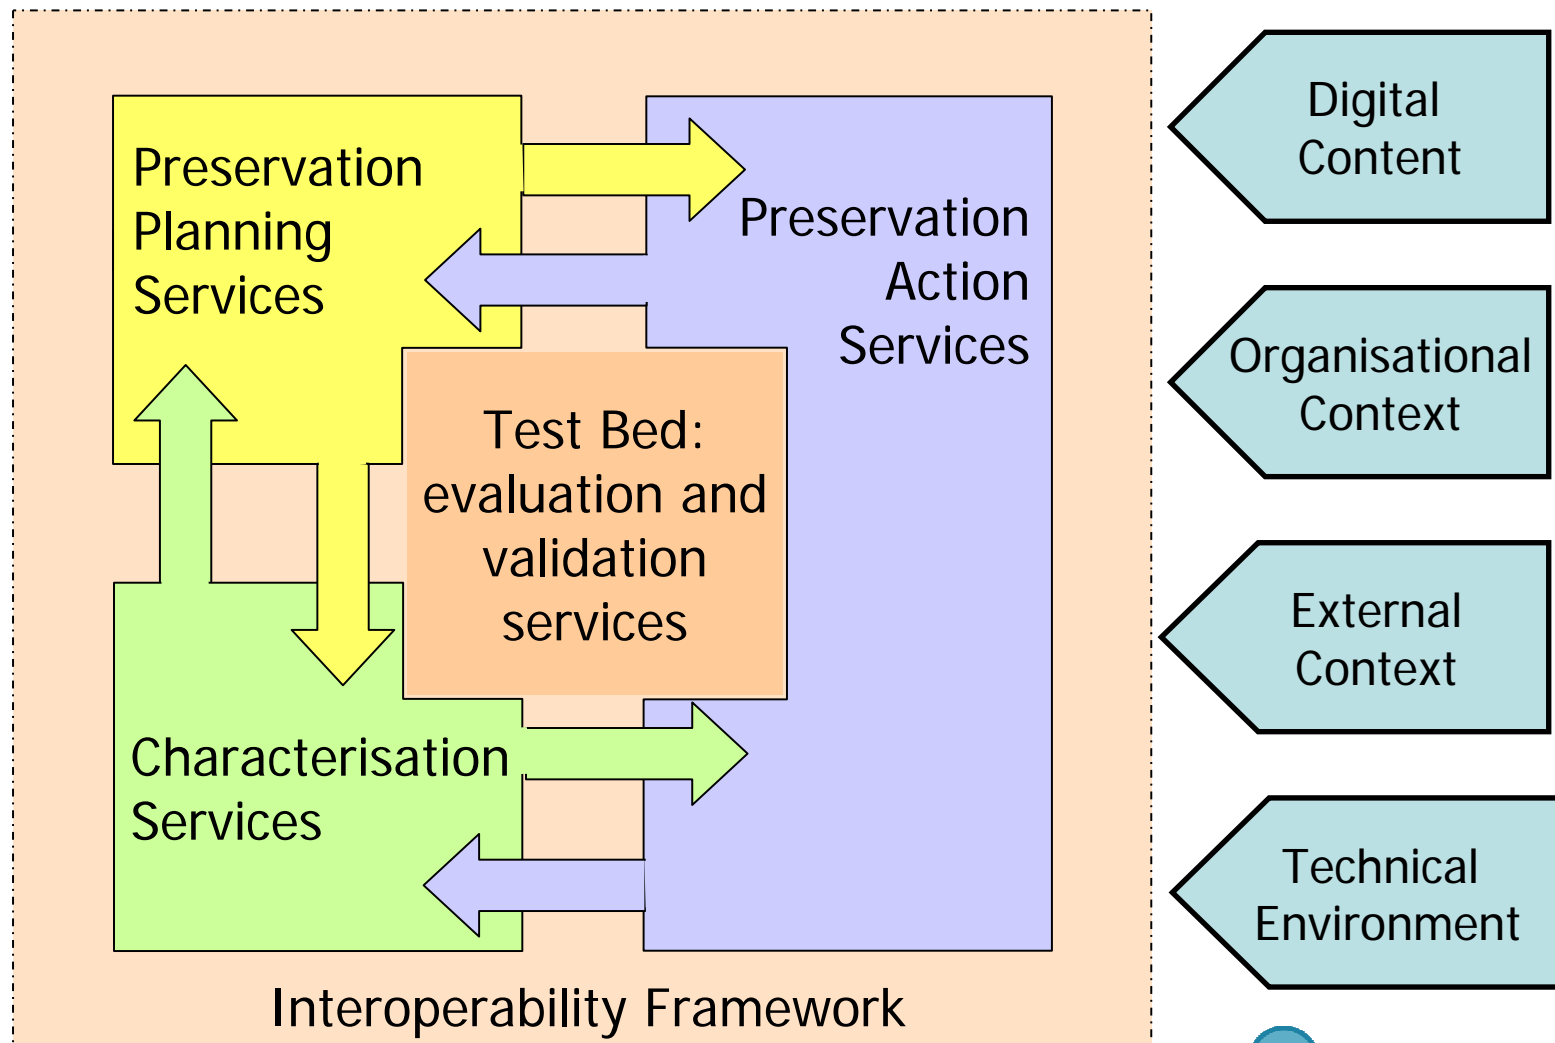 Preservation
Planning
Services
Preservation
Action
Services
Test Bed:
evaluation and
validation
services
Characterisation
Services
Interoperability Framework
Digital
Content
Organisational
Context
External
Context
Technical
Environment